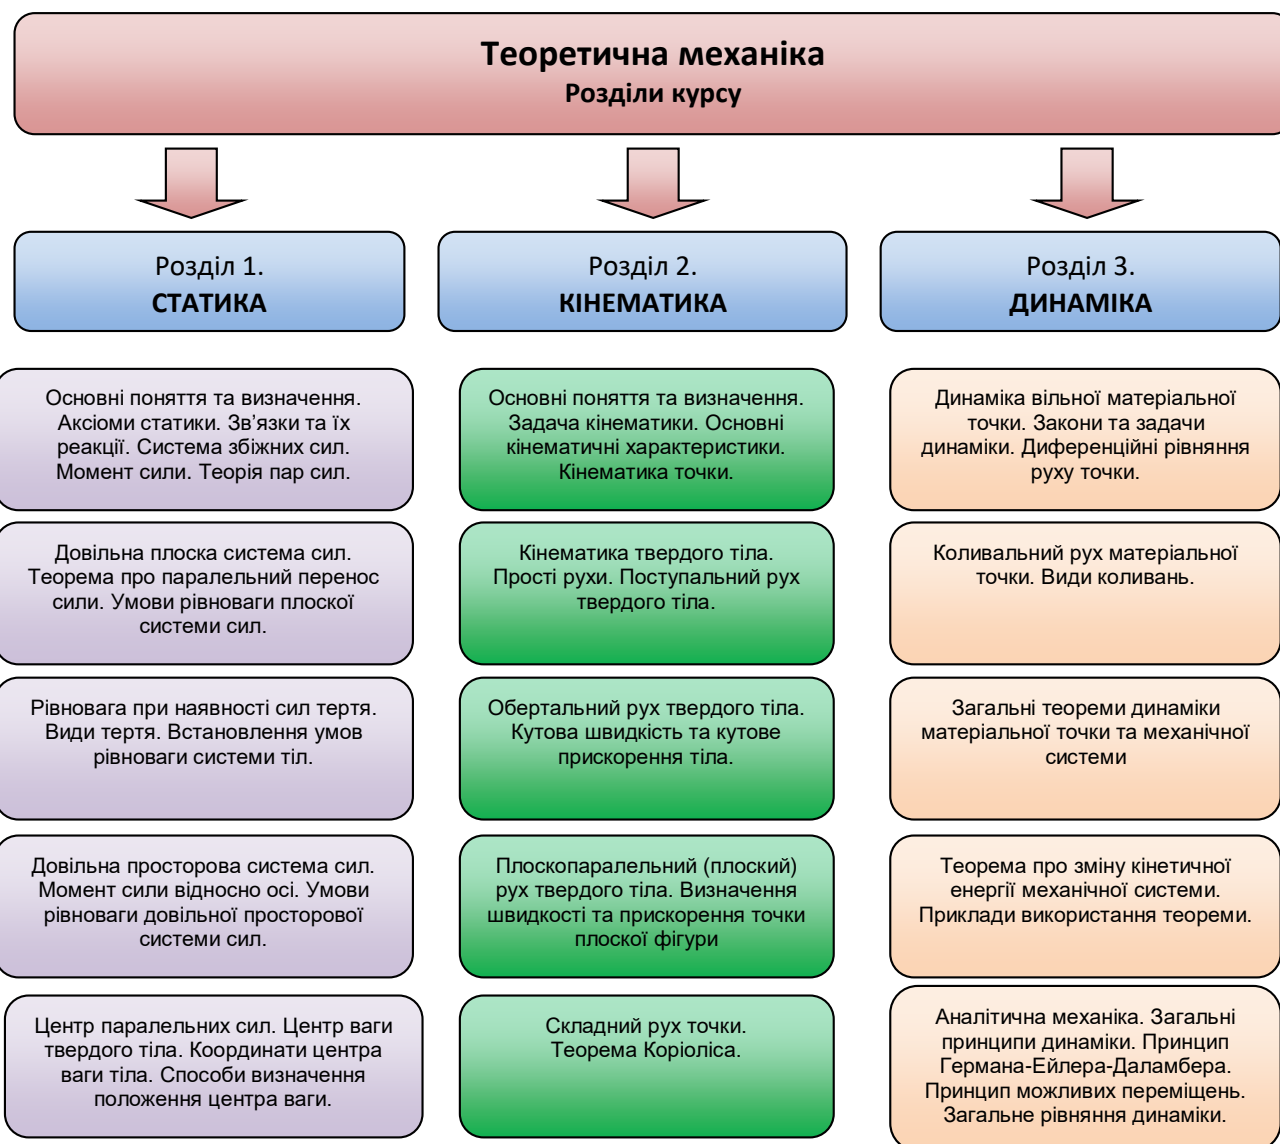 Теоретична механіка
Розділи курсу
Розділ 1.
СТАТИКА
Розділ 2.
КІНЕМАТИКА
Розділ 3.
ДИНАМІКА
Основні поняття та визначення.
Аксіоми статики. Зв’язки та їх
реакції. Система збіжних сил.
Момент сили. Теорія пар сил.
Основні поняття та визначення.
Задача кінематики. Основні
кінематичні характеристики.
Кінематика точки.
Динаміка вільної матеріальної
точки. Закони та задачі
динаміки. Диференційні рівняння
руху точки.
Довільна плоска система сил.
Теорема про паралельний перенос
сили. Умови рівноваги плоскої
системи сил.
Кінематика твердого тіла.
Прості рухи. Поступальний рух
твердого тіла.
Коливальний рух матеріальної
точки. Види коливань.
Рівновага при наявності сил тертя.
Види тертя. Встановлення умов
рівноваги системи тіл.
Обертальний рух твердого тіла.
Кутова швидкість та кутове
прискорення тіла.
Загальні теореми динаміки
матеріальної точки та механічної
системи
Довільна просторова система сил.
Момент сили відносно осі. Умови
рівноваги довільної просторової
системи сил.
Плоскопаралельний (плоский)
рух твердого тіла. Визначення
швидкості та прискорення точки
плоскої фігури
Теорема про зміну кінетичної
енергії механічної системи.
Приклади використання теореми.
Центр паралельних сил. Центр ваги
твердого тіла. Координати центра
ваги тіла. Способи визначення
положення центра ваги.
Складний рух точки.
Теорема Коріоліса.
Аналітична механіка. Загальні
принципи динаміки. Принцип
Германа-Ейлера-Даламбера.
Принцип можливих переміщень.
Загальне рівняння динаміки.